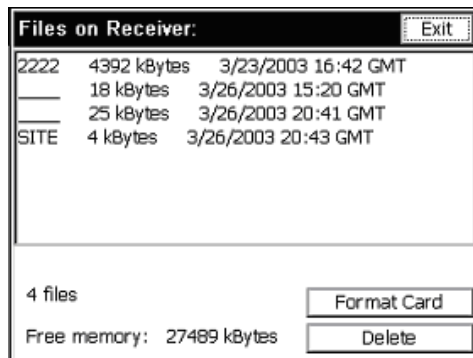 Files on Receiver: Exit
2222 4392 kBytes 3/23/2003 16:42 GMT
____ 18 kBytes 3/26/2003 15:20 GMT
____ 25 kBytes 3/26/2003 20:41 GMT
SITE 4 kBytes 3/26/2003 20:43 GMT
4 files
Format Card
Free memory: 27489 kBytes
Delete